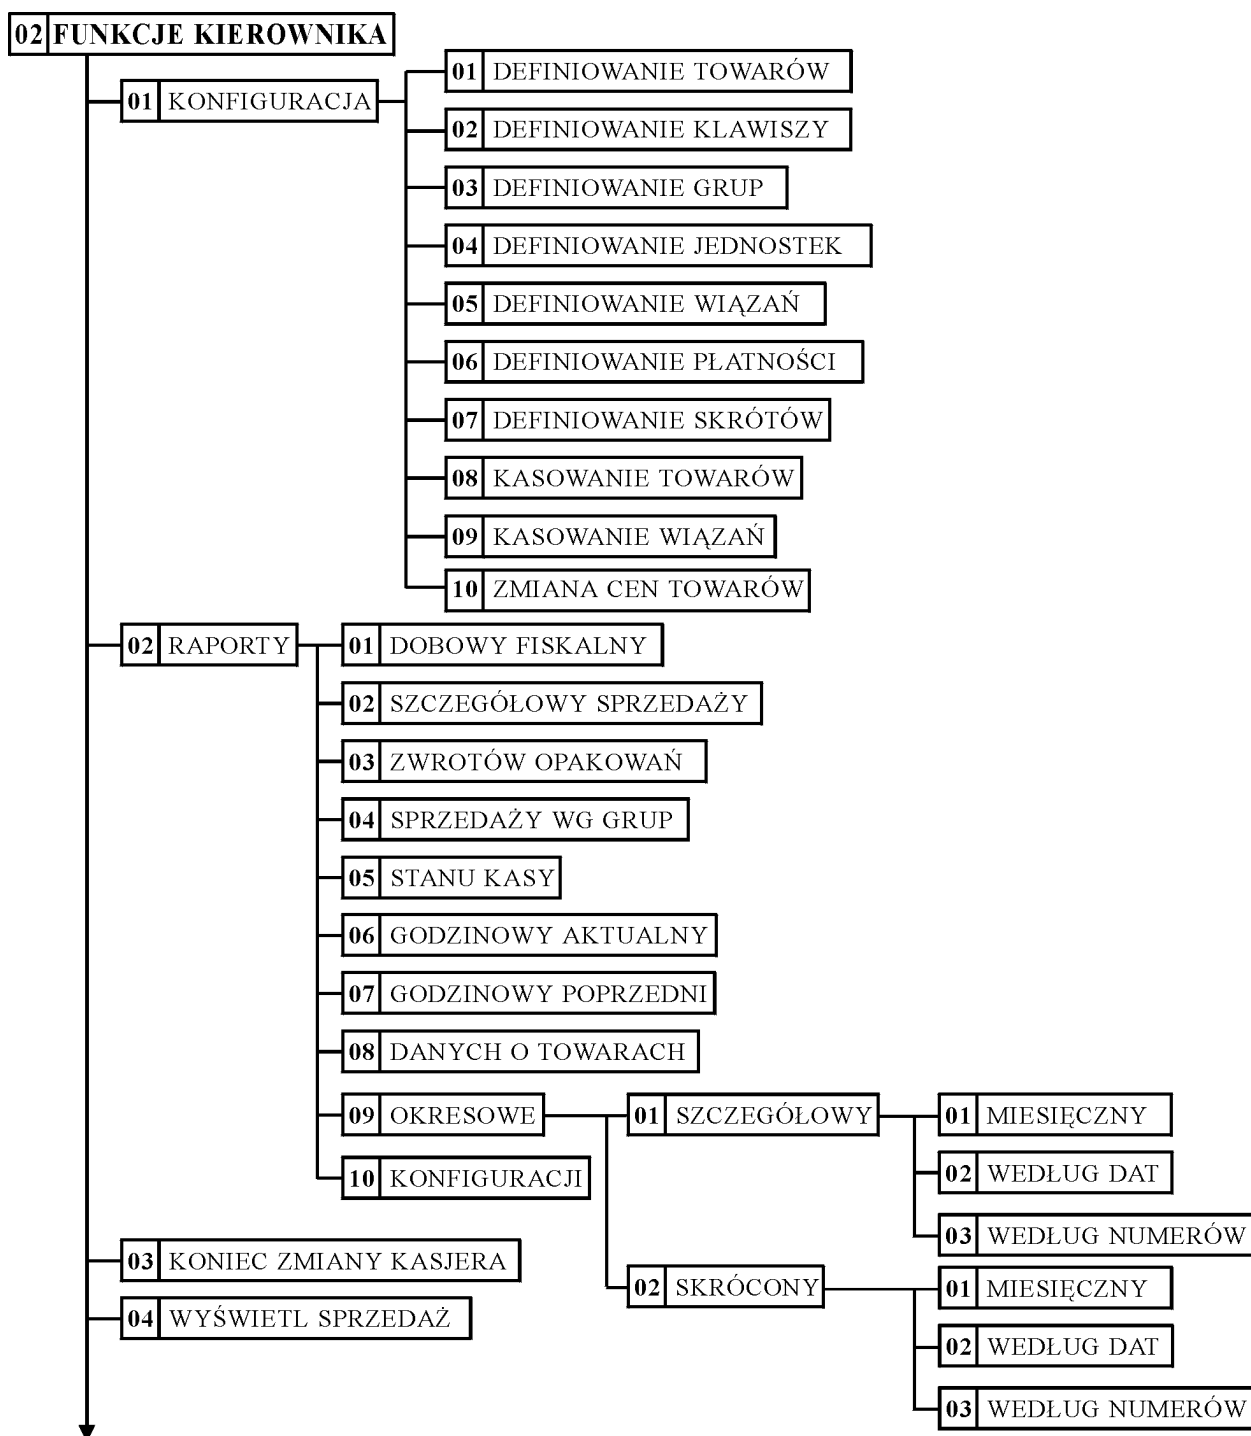 02 FUNKCJE KIEROWNIKA
01 KONFIGURACJA
01 DEFINIOWANIE TOWARÓW
02 DEFINIOWANIE KLAWISZY
03 DEFINIOWANIE GRUP
04 DEFINIOWANIE JEDNOSTEK
05 DEFINIOWANIE WIĄZAŃ
06 DEFINIOWANIE PŁATNOŚCI
07 DEFINIOWANIE SKRÓTÓW
08 KASOWANIE TOWARÓW
09 KASOWANIE WIĄZAŃ
10 ZMIANA CEN TOWARÓW
02 RAPORTY
01 DOBOWY FISKALNY
02 SZCZEGÓŁOWY SPRZEDAŻY
03 ZWROTÓW OPAKOWAŃ
04 SPRZEDAŻY WG GRUP
05 STANU KASY
06 GODZINOWY AKTUALNY
07 GODZINOWY POPRZEDNI
08 DANYCH O TOWARACH
09 OKRESOWE
01 SZCZEGÓŁOWY
01 MIESIĘCZNY
02 WEDŁUG DAT
03 WEDŁUG NUMERÓW
02 SKRÓCONY
01 MIESIĘCZNY
02 WEDŁUG DAT
03 WEDŁUG NUMERÓW
10 KONFIGURACJI
03 KONIEC ZMIANY KASJERA
04 WYŚWIETL SPRZEDAŻ